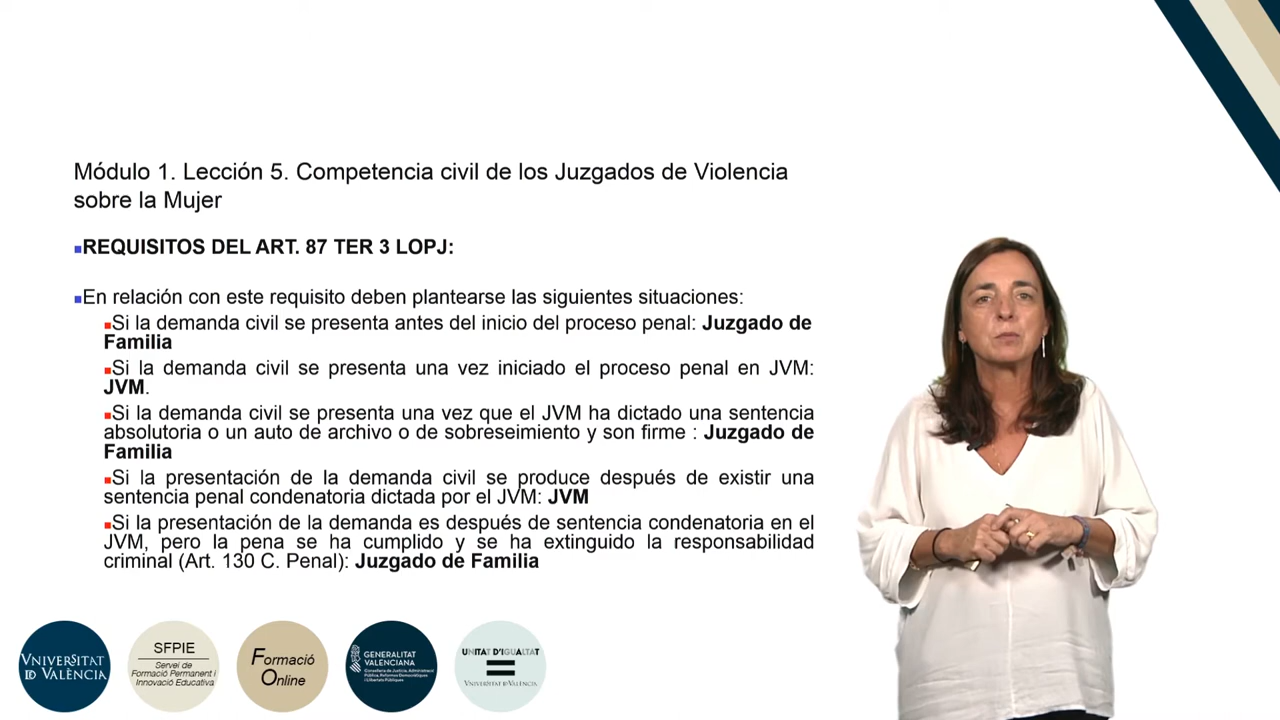 Módulo 1. Lección 5. Competencia civil de los Juzgados de Violencia
sobre la Mujer
REQUISITOS DEL ART. 87 TER 3 LOPJ:
En relación con este requisito deben plantearse las siguientes situaciones:
Si la demanda civil se presenta antes del inicio del proceso penal: Juzgado de
Familia
Si la demanda civil se presenta una vez iniciado el proceso penal en JVM:
JVM.
Si la demanda civil se presenta una vez que el JVM ha dictado una sentencia
absolutoria o un auto de archivo o de sobreseimiento y son firme : Juzgado de
Familia
Si la presentación de la demanda civil se produce después de existir una
sentencia penal condenatoria dictada por el JVM: JVM
Si la presentación de la demanda es después de sentencia condenatoria en el
JVM, pero la pena se ha cumplido y se ha extinguido la responsabilidad
criminal (Art. 130 C. Penal): Juzgado de Familia
VNIVERSITAT
ID VALÈNCIA
SFPIE
Servei de
Formació Permanent i
Innovació Educativa
Formació
Online
GENERALITAT
VALENCIANA
Conselleria de Justícia, Administració
Pública, Reformes Democràtiques
i Llibertats Públiques
UNITAT D'IGUALTAT
VNIVERSITAT ID VALÈNCIA